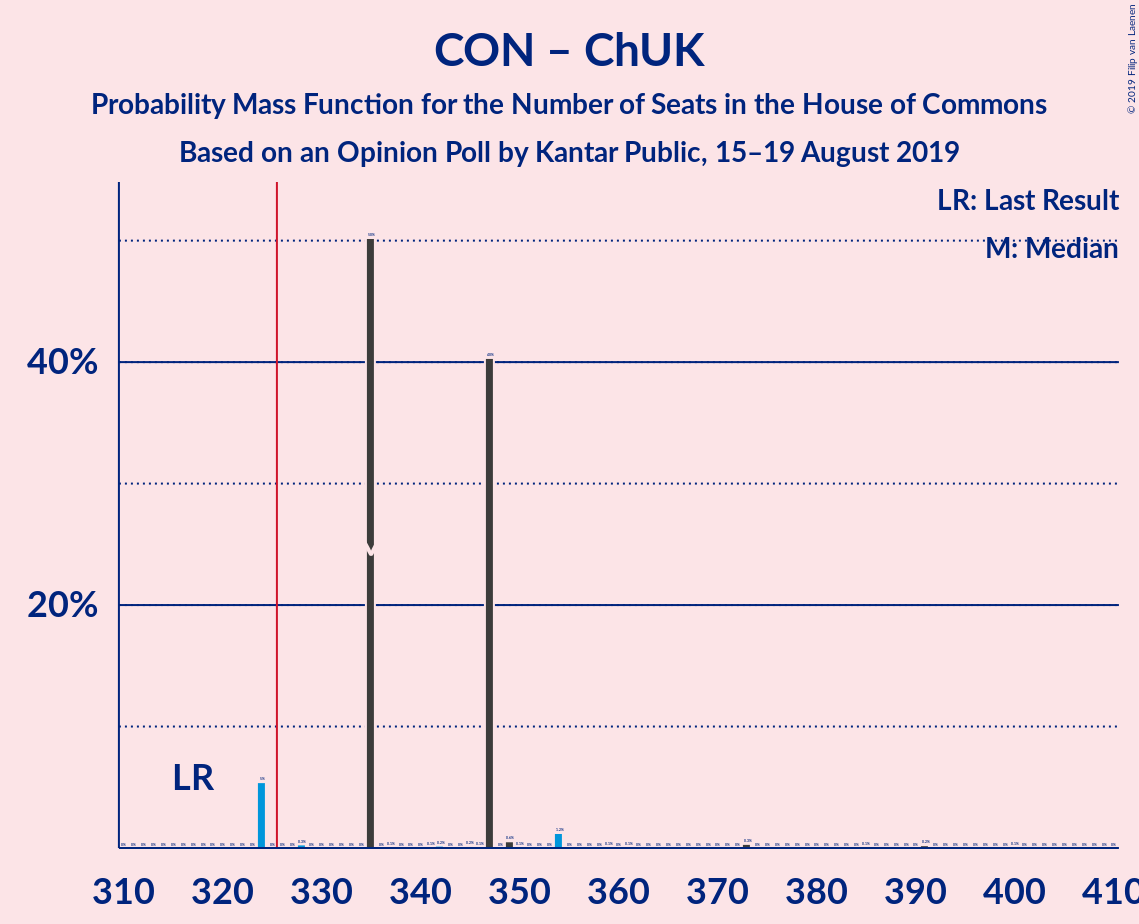 CON – ChUK
Probability Mass Function for the Number of Seats in the House of Commons
Based on an Opinion Poll by Kantar Public, 15–19 August 2019
© 2019 Filip van Laenen
LR: Last Result
M: Median
40%
20%
LR
310 320 330 340 350 360 370 380 390 400 410